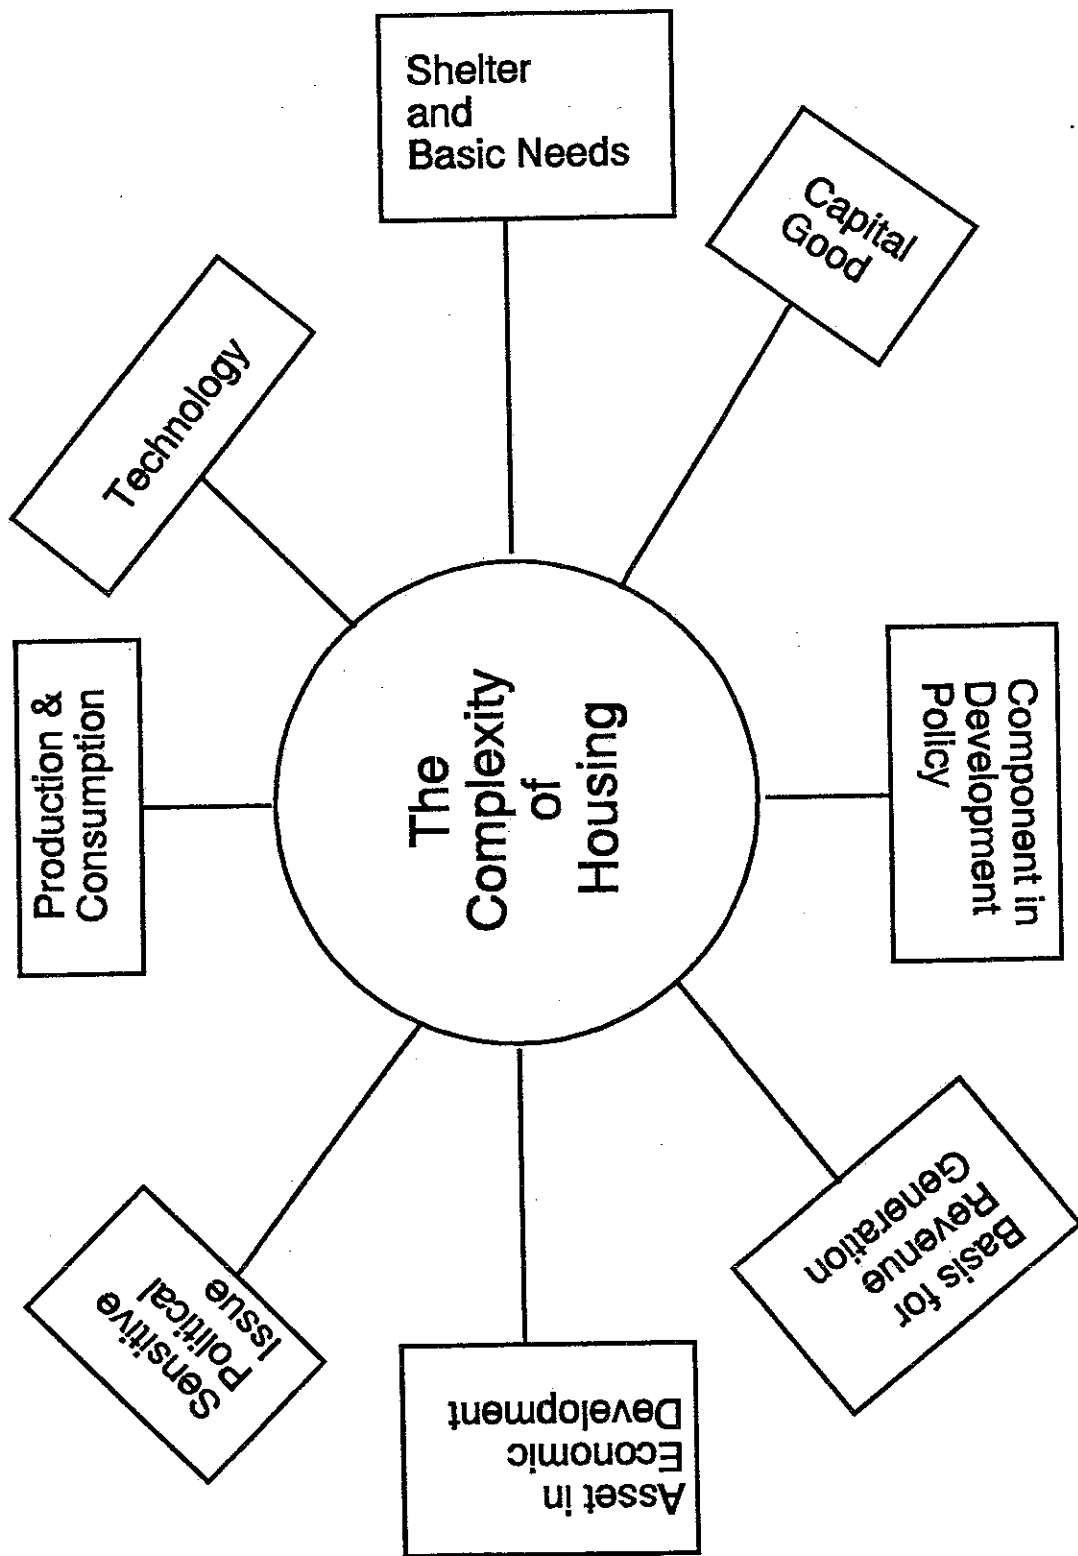 Shelter
and
Basic Needs
Capital
Good
Component in
Development
Policy
Basis for
Revenue
Generation
Asset in
Economic
Development
Sensitive
Political
Issue
Production &
Consumption
Technology
The
Complexity
of
Housing